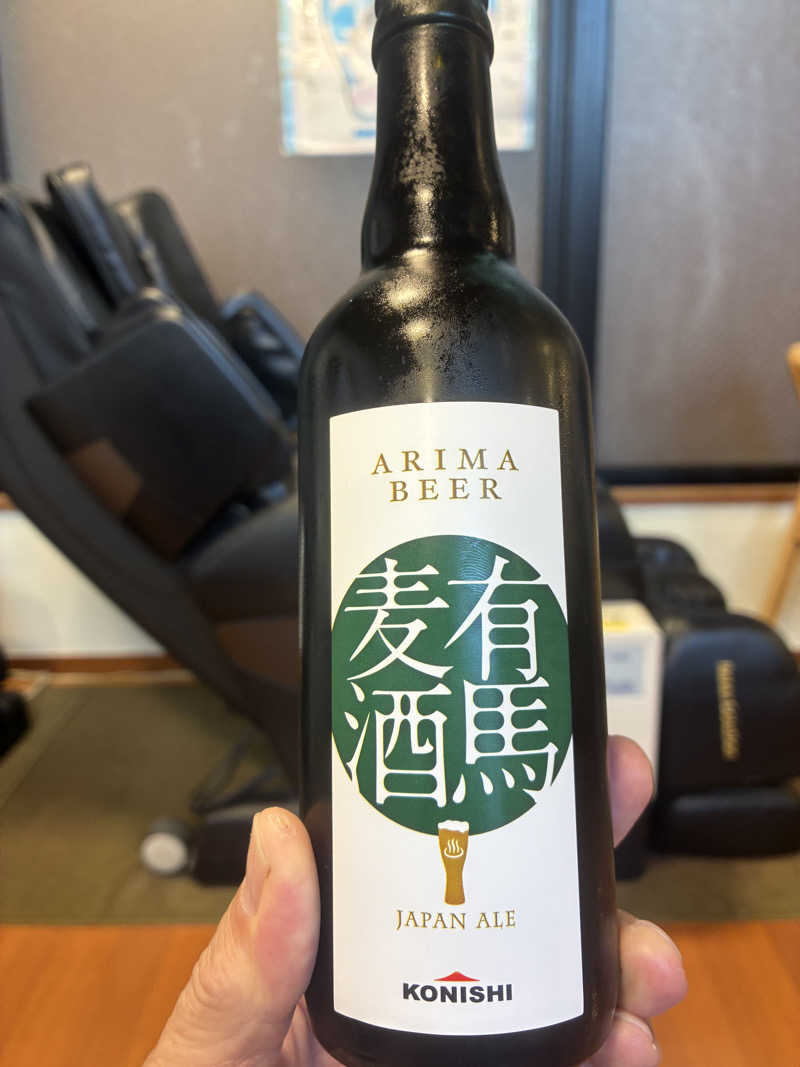 ARIMA
BEER
有馬
麦酒
JAPAN ALE
KONISHI